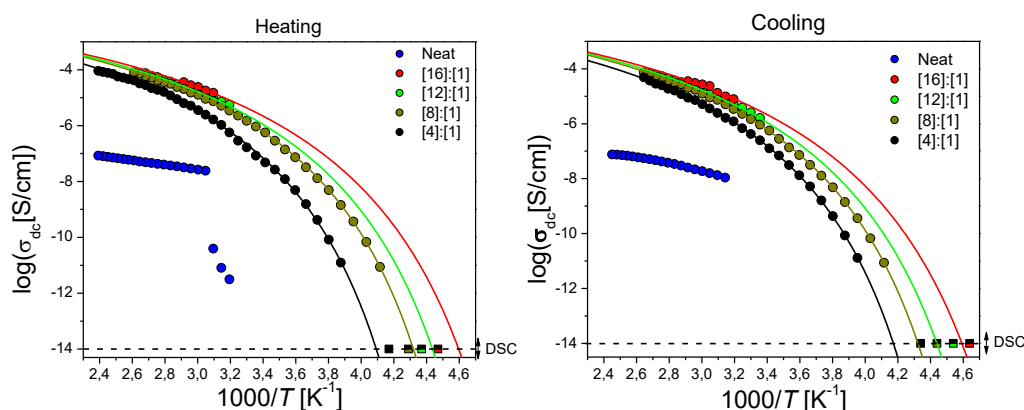 Heating
Neat
[16]:[1]
[12]:[1]
[8]:[1]
[4]:[1]
-4
-6
-8
-10
-12
-14
log(σdc[S/cm])
DSC
2,4 2,6 2,8 3,0 3,2 3,4 3,6 3,8 4,0 4,2 4,4 4,6
1000/T [K-1]
Cooling
Neat
[16]:[1]
[12]:[1]
[8]:[1]
[4]:[1]
-4
-6
-8
-10
-12
-14
log(σdc[S/cm])
DSC
2,4 2,6 2,8 3,0 3,2 3,4 3,6 3,8 4,0 4,2 4,4 4,6
1000/T [K-1]